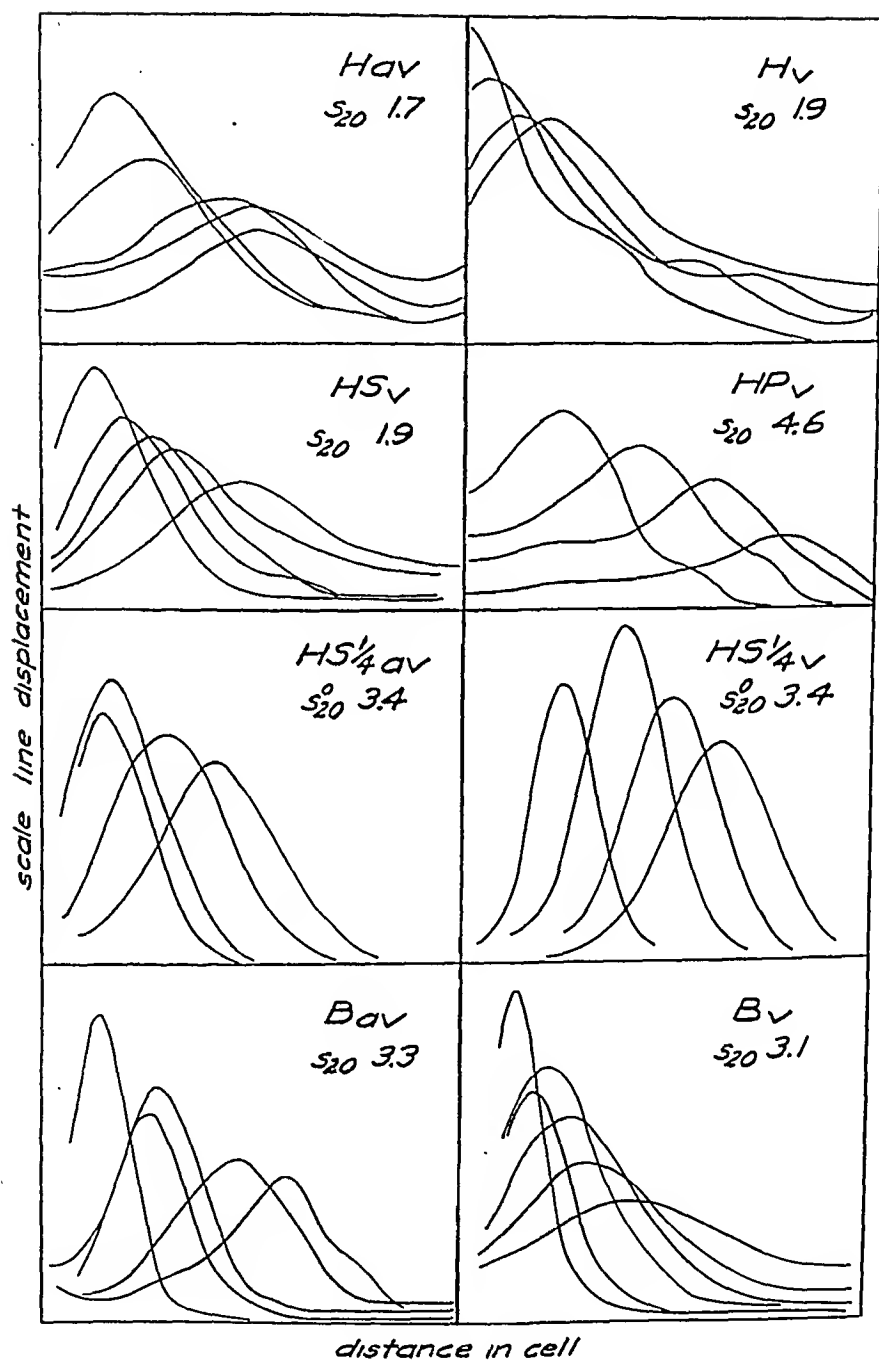 Hav
s20 1.7
Hv
s20 1.9
HSv
s20 1.9
HPv
s20 4.6
HS¼av
s°20 3.4
HS¼v
s°20 3.4
Bav
s20 3.3
Bv
s20 3.1
scale line displacement
distance in cell